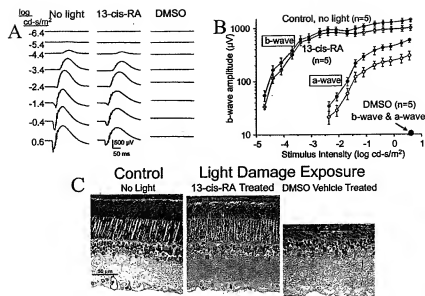 A
log
cd-s/m²
No light 13-cis-RA DMSO
-6.4
-5.4
-4.4
-3.4
-2.4
-1.4
-0.4
0.6
500 µV
50 ms
B
b-wave amplitude (µV)
1000
100
10
Control, no light (n=5)
b-wave
13-cis-RA
(n=5)
a-wave
DMSO (n=5)
b-wave & a-wave
-5 -4 -3 -2 -1 0 1
Stimulus Intensity (log cd-s/m²)
C
Control
No Light
Light Damage Exposure
13-cis-RA Treated DMSO Vehicle Treated
50 µm